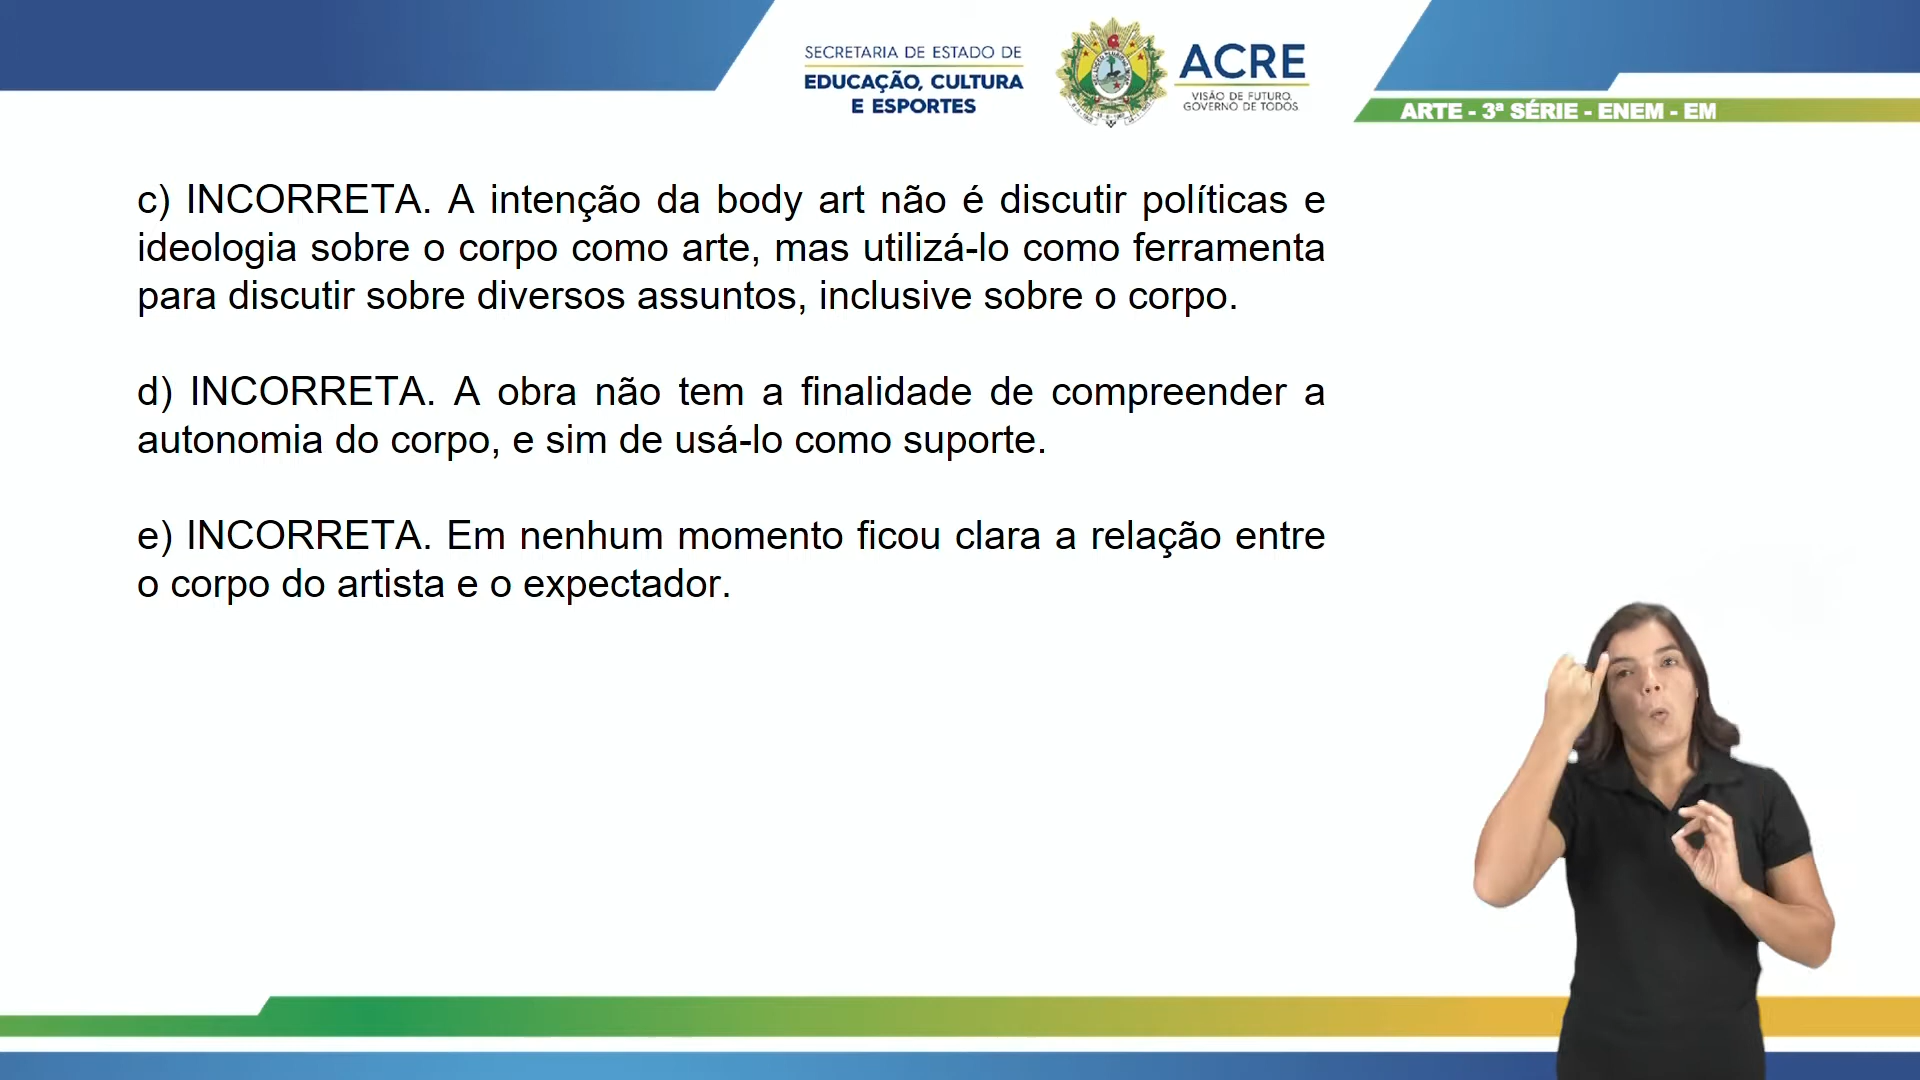 SECRETARIA DE ESTADO DE
EDUCAÇÃO, CULTURA
E ESPORTES
ACRE
VISÃO DE FUTURO.
GOVERNO DE TODOS.
ARTE - 3ª SÉRIE - ENEM - EM
c) INCORRETA. A intenção da body art não é discutir políticas e
ideologia sobre o corpo como arte, mas utilizá-lo como ferramenta
para discutir sobre diversos assuntos, inclusive sobre o corpo.
d) INCORRETA. A obra não tem a finalidade de compreender a
autonomia do corpo, e sim de usá-lo como suporte.
e) INCORRETA. Em nenhum momento ficou clara a relação entre
o corpo do artista e o expectador.